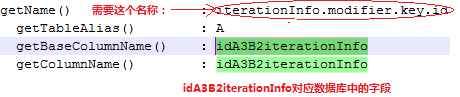 getName() 需要这个名称： iterationInfo.modifier.key.id
getTableAlias() : A
getBaseColumnName() : idA3B2iterationInfo
getColumnName() : idA3B2iterationInfo
idA3B2iterationInfo对应数据库中的字段